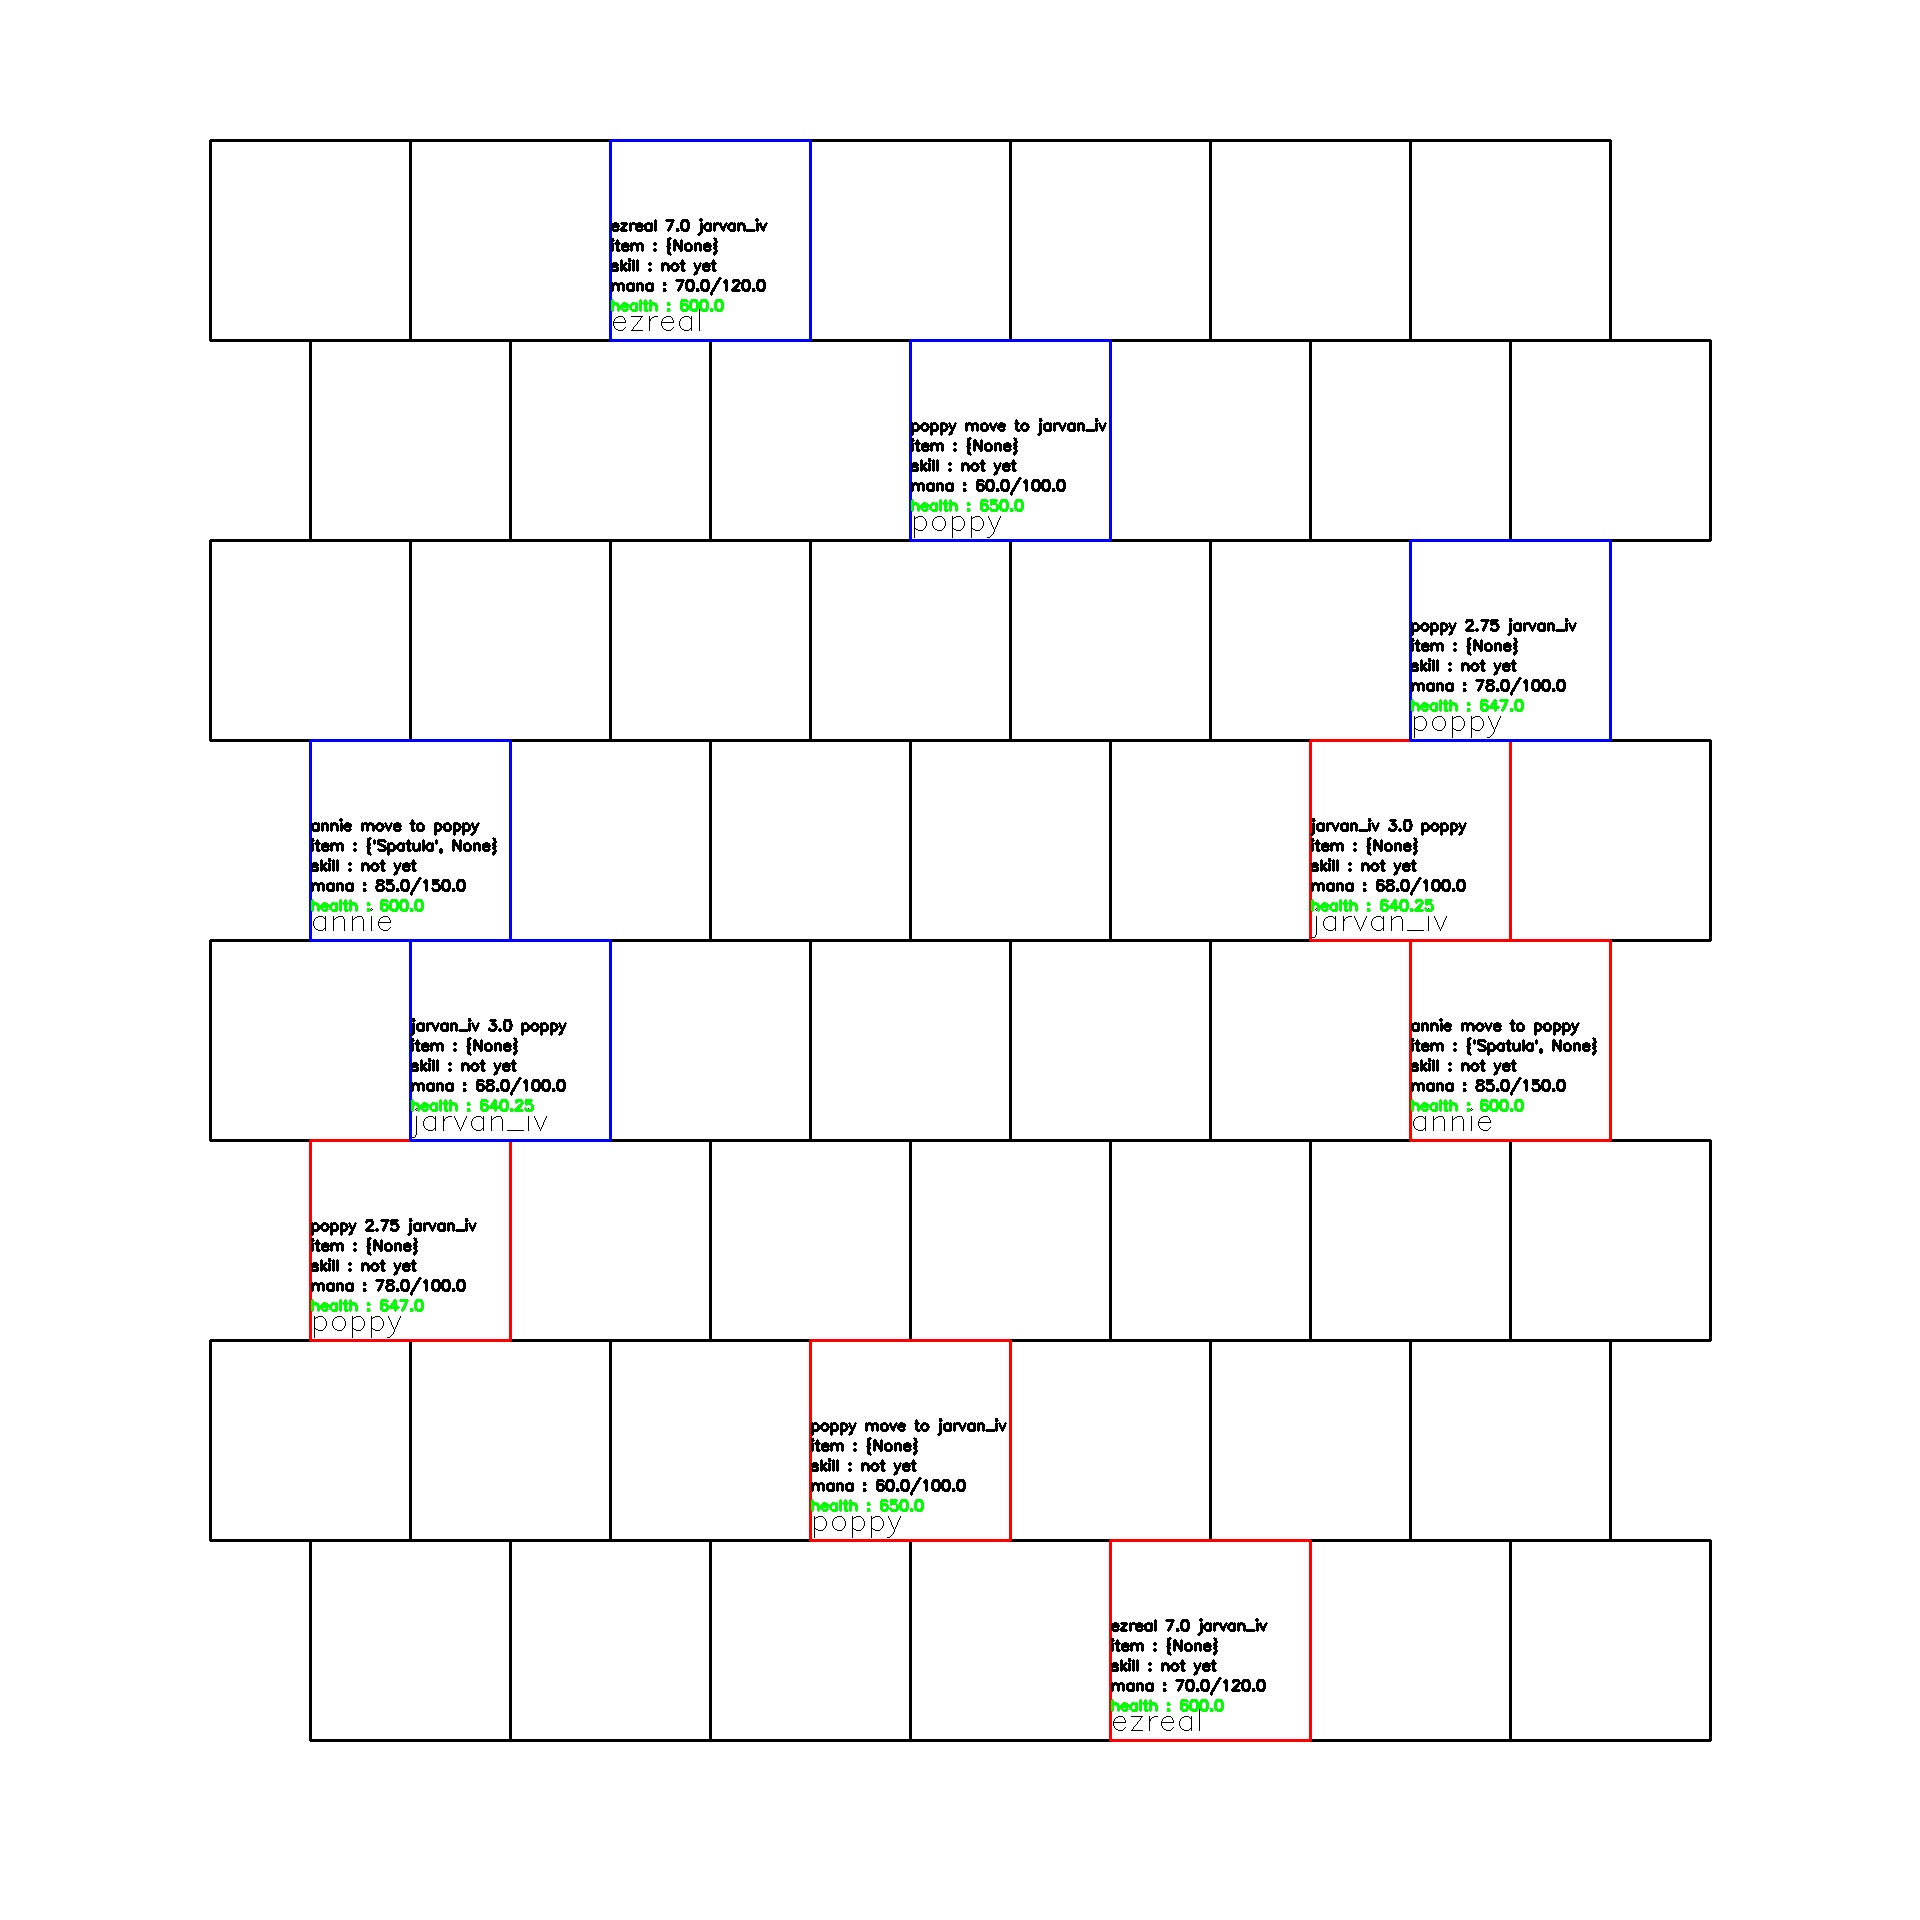 ezreal 7.0 jarvan_iv
item : {None}
skill : not yet
mana : 70.0/120.0
health : 600.0
ezreal
poppy move to jarvan_iv
item : {None}
skill : not yet
mana : 60.0/100.0
health : 650.0
poppy
poppy 2.75 jarvan_iv
item : {None}
skill : not yet
mana : 78.0/100.0
health : 647.0
poppy
annie move to poppy
item : {'Spatula', None}
skill : not yet
mana : 85.0/150.0
health : 600.0
annie
jarvan_iv 3.0 poppy
item : {None}
skill : not yet
mana : 68.0/100.0
health : 640.25
jarvan_iv
jarvan_iv 3.0 poppy
item : {None}
skill : not yet
mana : 68.0/100.0
health : 640.25
jarvan_iv
annie move to poppy
item : {'Spatula', None}
skill : not yet
mana : 85.0/150.0
health : 600.0
annie
poppy 2.75 jarvan_iv
item : {None}
skill : not yet
mana : 78.0/100.0
health : 647.0
poppy
poppy move to jarvan_iv
item : {None}
skill : not yet
mana : 60.0/100.0
health : 650.0
poppy
ezreal 7.0 jarvan_iv
item : {None}
skill : not yet
mana : 70.0/120.0
health : 600.0
ezreal